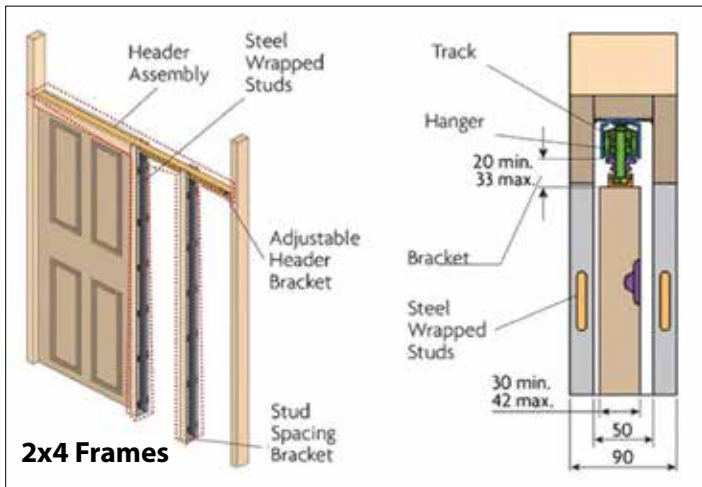 Header
Assembly
Steel
Wrapped
Studs
Adjustable
Header
Bracket
Stud
Spacing
Bracket
2x4 Frames
Track
Hanger
20 min.
33 max.
Bracket
Steel
Wrapped
Studs
30 min.
42 max.
50
90